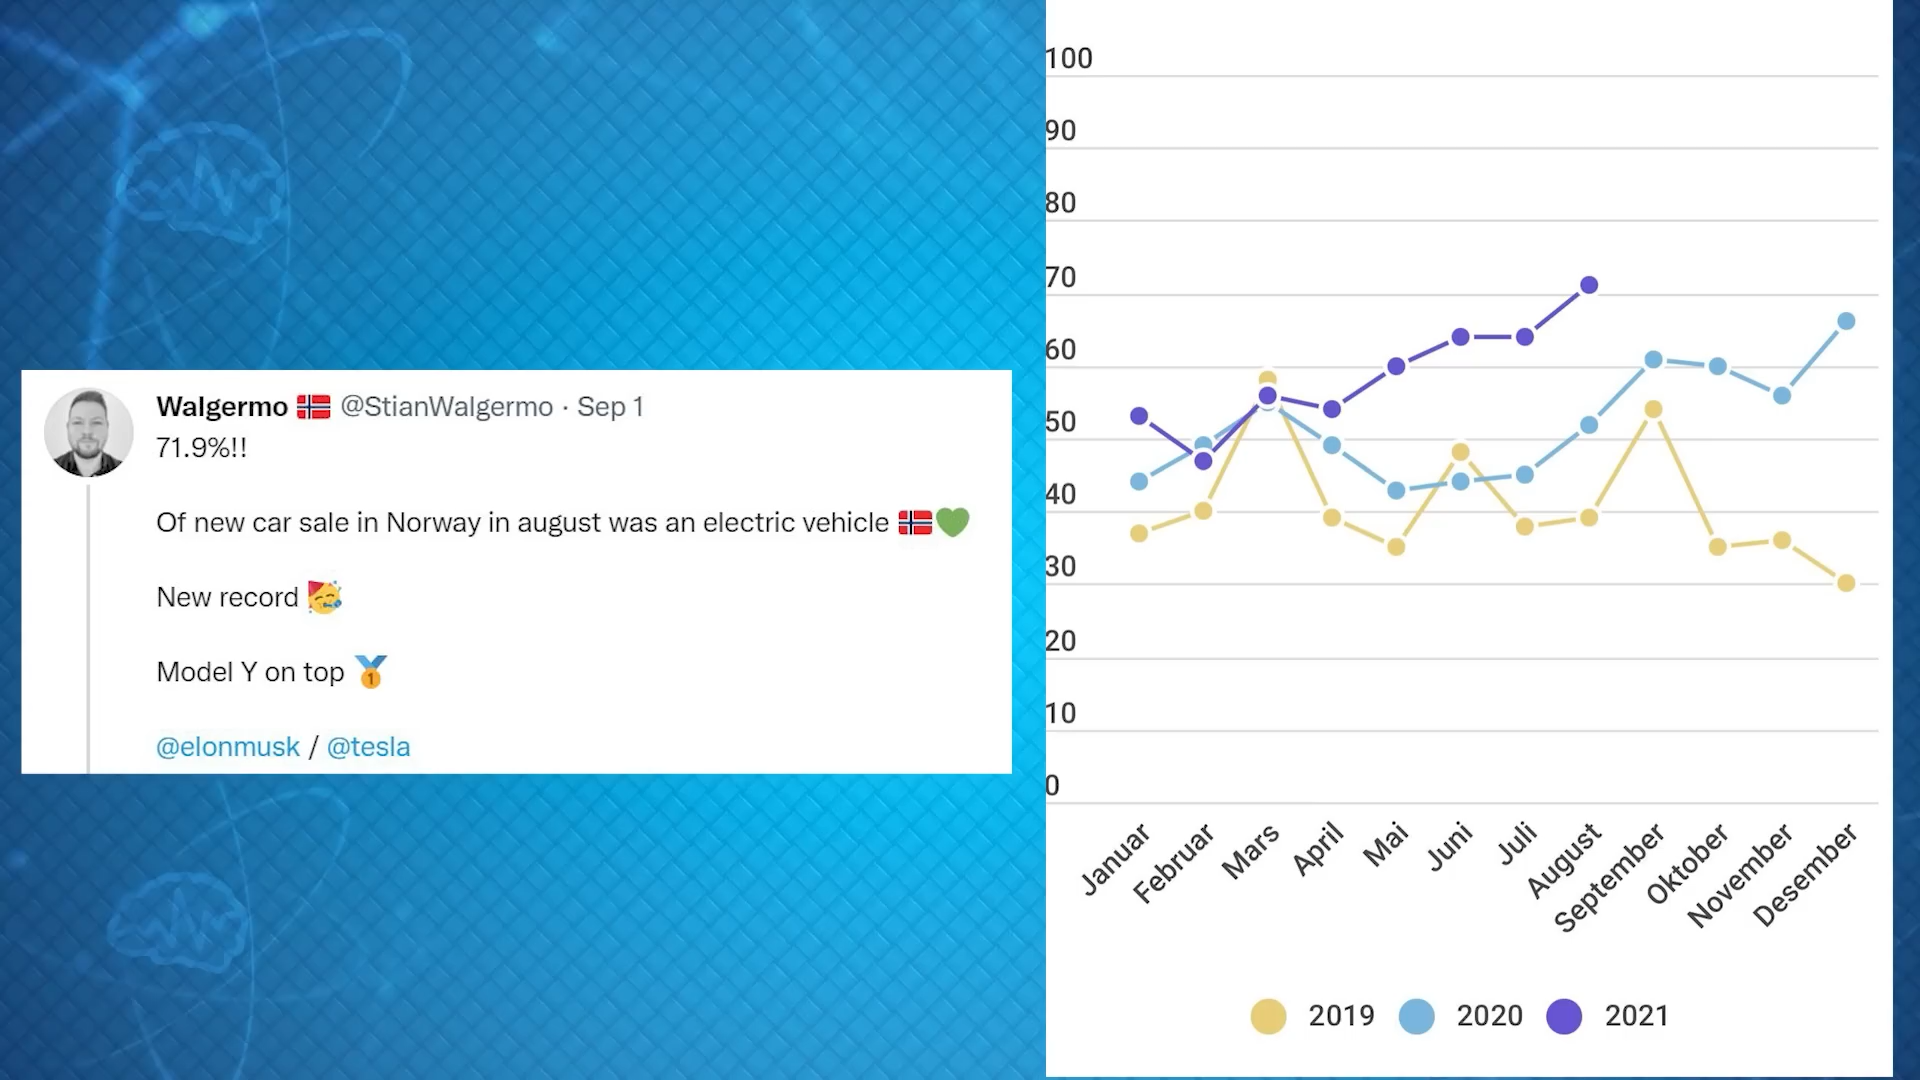 Walgermo 🇳🇴 @StianWalgermo · Sep 1
71.9%!!
Of new car sale in Norway in august was an electric vehicle 🇳🇴💚
New record 🥳
Model Y on top 🥇
@elonmusk / @tesla
100
90
80
70
60
50
40
30
20
10
0
Januar
Februar
Mars
April
Mai
Juni
Juli
August
September
Oktober
November
Desember
2019 2020 2021